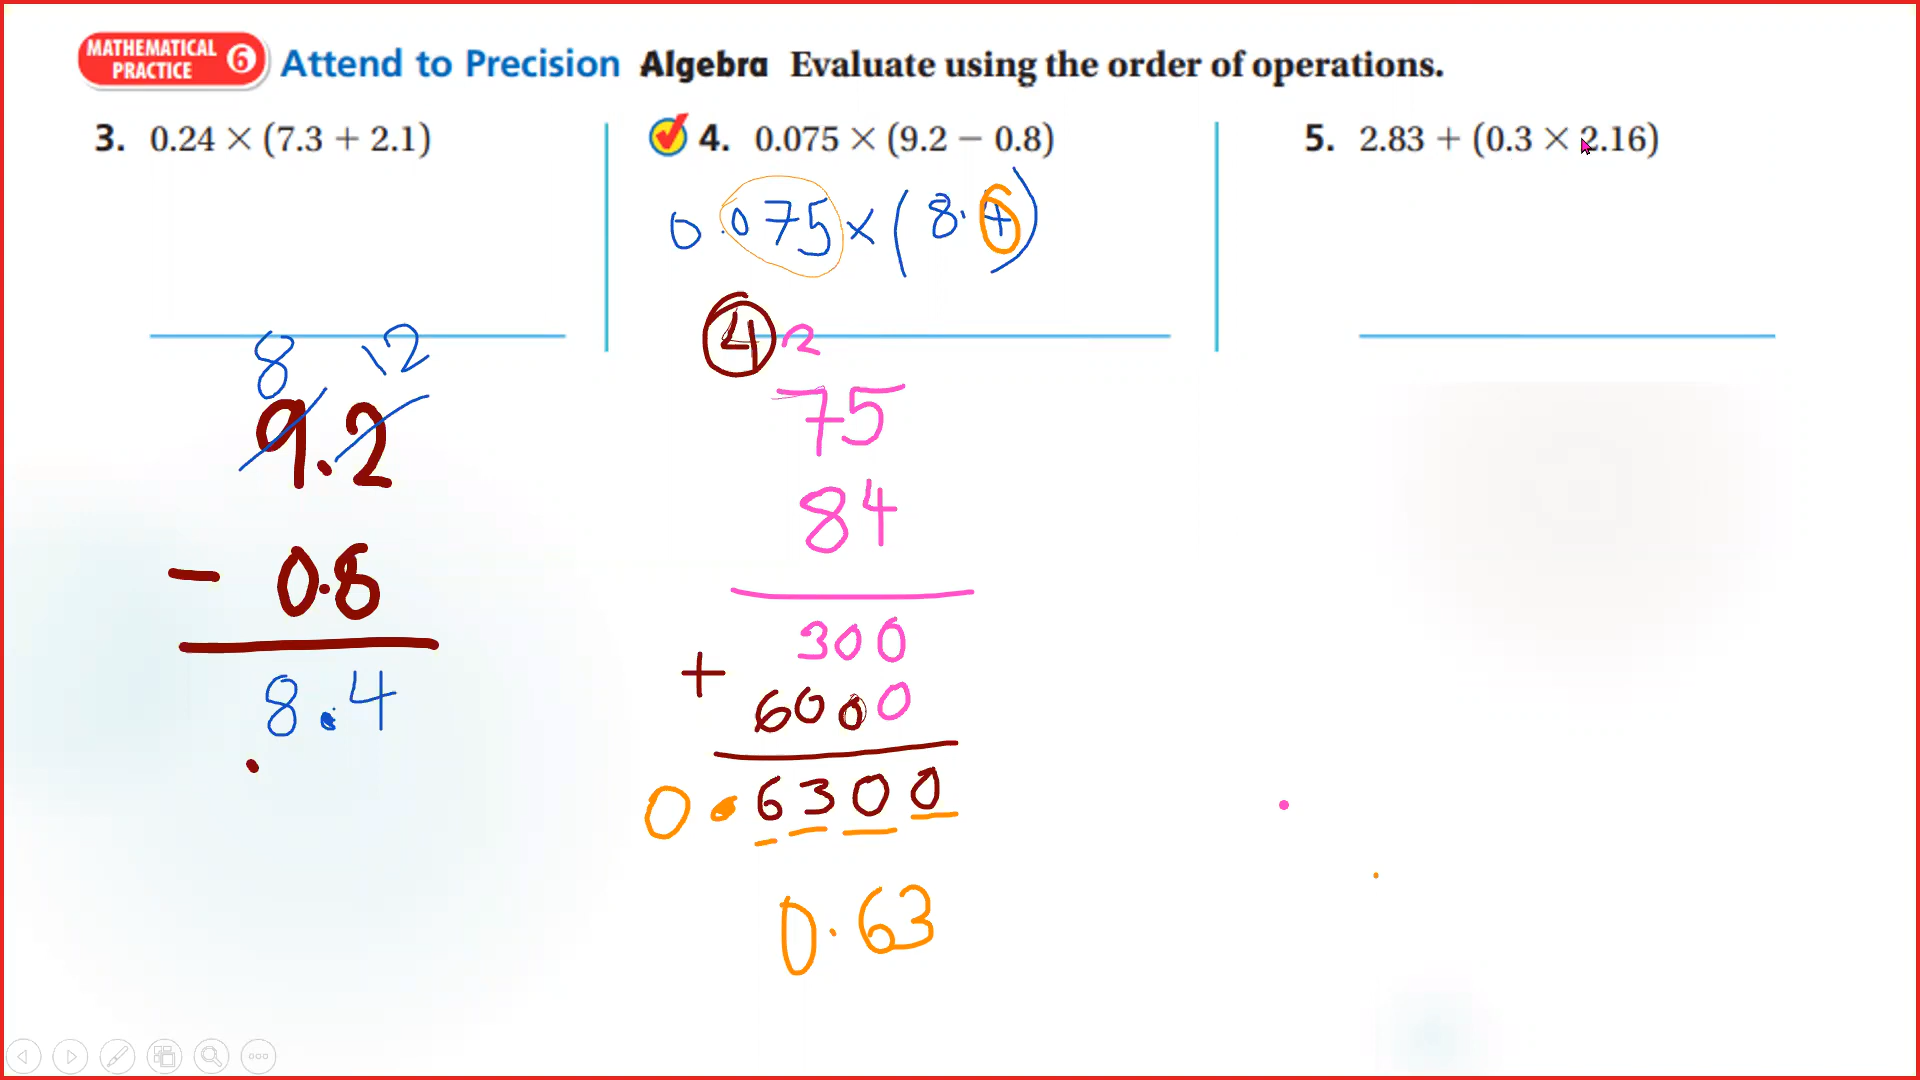 MATHEMATICAL PRACTICE 6 Attend to Precision Algebra Evaluate using the order of operations.
3. 0.24 × (7.3 + 2.1)
4. 0.075 × (9.2 − 0.8)
5. 2.83 + (0.3 × 2.16)
0.075 × (8.4)
8 12
9.2
− 0.8
8.4
4 2
75
84
300
+ 6000
0.6300
0.63